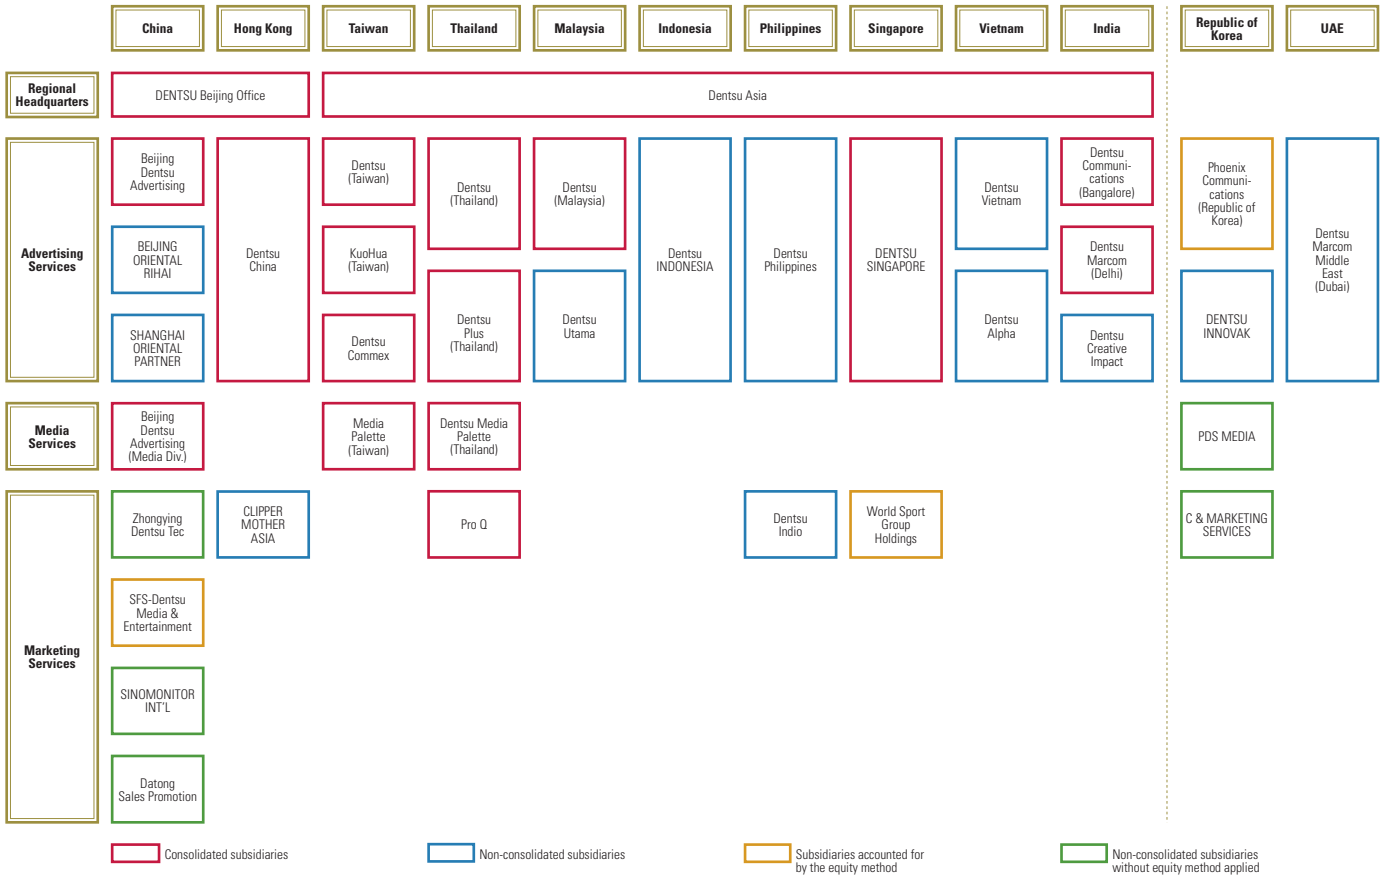 China
Hong Kong
Taiwan
Thailand
Malaysia
Indonesia
Philippines
Singapore
Vietnam
India
Republic of
Korea
UAE
Regional
Headquarters
DENTSU Beijing Office
Dentsu Asia
Advertising
Services
Beijing
Dentsu
Advertising
BEIJING
ORIENTAL
RIHAI
SHANGHAI
ORIENTAL
PARTNER
Dentsu
China
Dentsu
(Taiwan)
KuoHua
(Taiwan)
Dentsu
Commex
Dentsu
(Thailand)
Dentsu
Plus
(Thailand)
Dentsu
(Malaysia)
Dentsu
Utama
Dentsu
INDONESIA
Dentsu
Philippines
DENTSU
SINGAPORE
Dentsu
Vietnam
Dentsu
Alpha
Dentsu
Communi-
cations
(Bangalore)
Dentsu
Marcom
(Delhi)
Dentsu
Creative
Impact
Phoenix
Communi-
cations
(Republic of
Korea)
DENTSU
INNOVAK
Dentsu
Marcom
Middle
East
(Dubai)
Media
Services
Beijing
Dentsu
Advertising
(Media Div.)
Media
Palette
(Taiwan)
Dentsu Media
Palette
(Thailand)
PDS MEDIA
Marketing
Services
Zhongying
Dentsu Tec
SFS-Dentsu
Media &
Entertainment
SINOMONITOR
INT'L
Datong
Sales Promotion
CLIPPER
MOTHER
ASIA
Pro Q
Dentsu
Indio
World Sport
Group
Holdings
C & MARKETING
SERVICES
Consolidated subsidiaries
Non-consolidated subsidiaries
Subsidiaries accounted for
by the equity method
Non-consolidated subsidiaries
without equity method applied